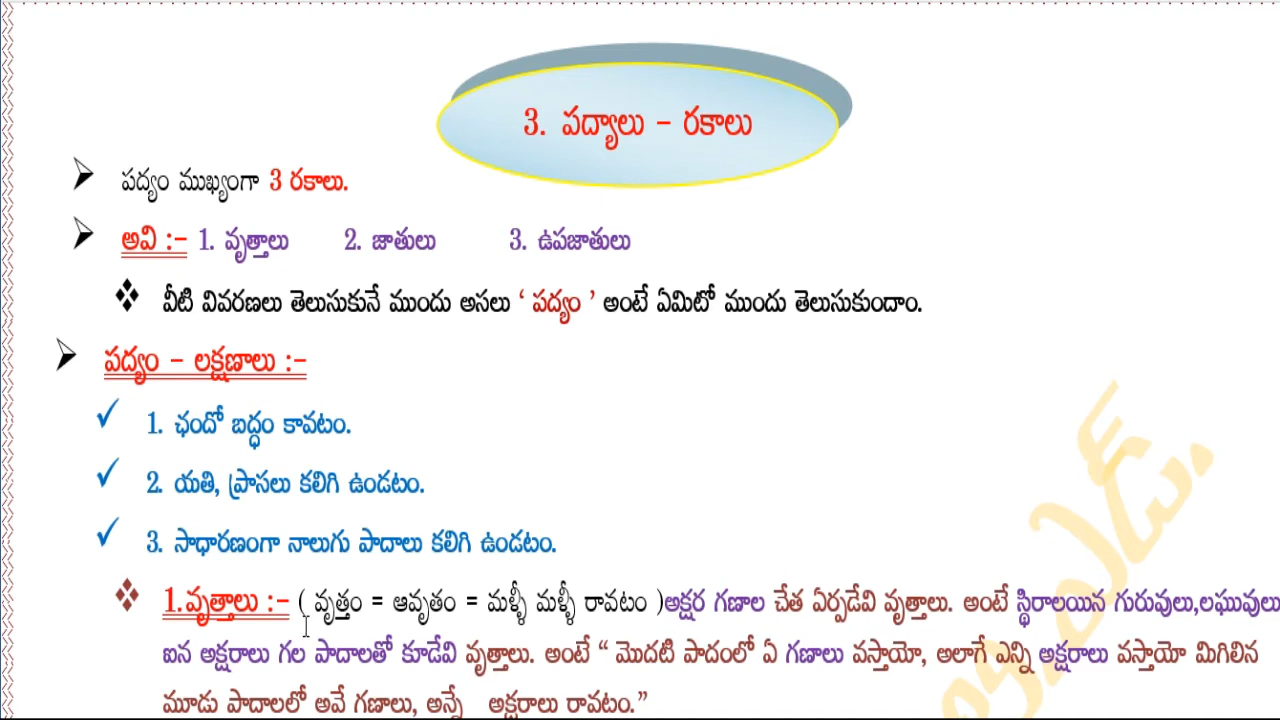 3. పద్యాలు - రకాలు
పద్యం ముఖ్యంగా 3 రకాలు.
అవి :- 1. వృత్తాలు 2. జాతులు 3. ఉపజాతులు
వీటి వివరణలు తెలుసుకునే ముందు అసలు ‘ పద్యం ’ అంటే ఏమిటో ముందు తెలుసుకుందాం.
పద్యం - లక్షణాలు :-
1. ఛందో బద్ధం కావటం.
2. యతి, ప్రాసలు కలిగి ఉండటం.
3. సాధారణంగా నాలుగు పాదాలు కలిగి ఉండటం.
1.వృత్తాలు :- ( వృత్తం = ఆవృతం = మళ్ళీ మళ్ళీ రావటం )అక్షర గణాల చేత ఏర్పడేవి వృత్తాలు. అంటే స్థిరాలయిన గురువులు,లఘువులు
ఐన అక్షరాలు గల పాదాలతో కూడేవి వృత్తాలు. అంటే “ మొదటి పాదంలో ఏ గణాలు వస్తాయో, అలాగే ఎన్ని అక్షరాలు వస్తాయో మిగిలిన
మూడు పాదాలలో అవే గణాలు, అన్నే అక్షరాలు రావటం.”